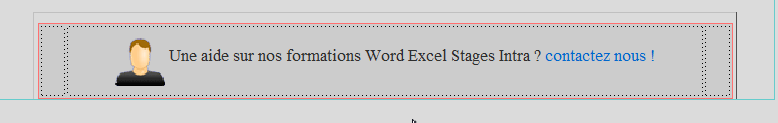 Une aide sur nos formations Word Excel Stages Intra ? contactez nous !